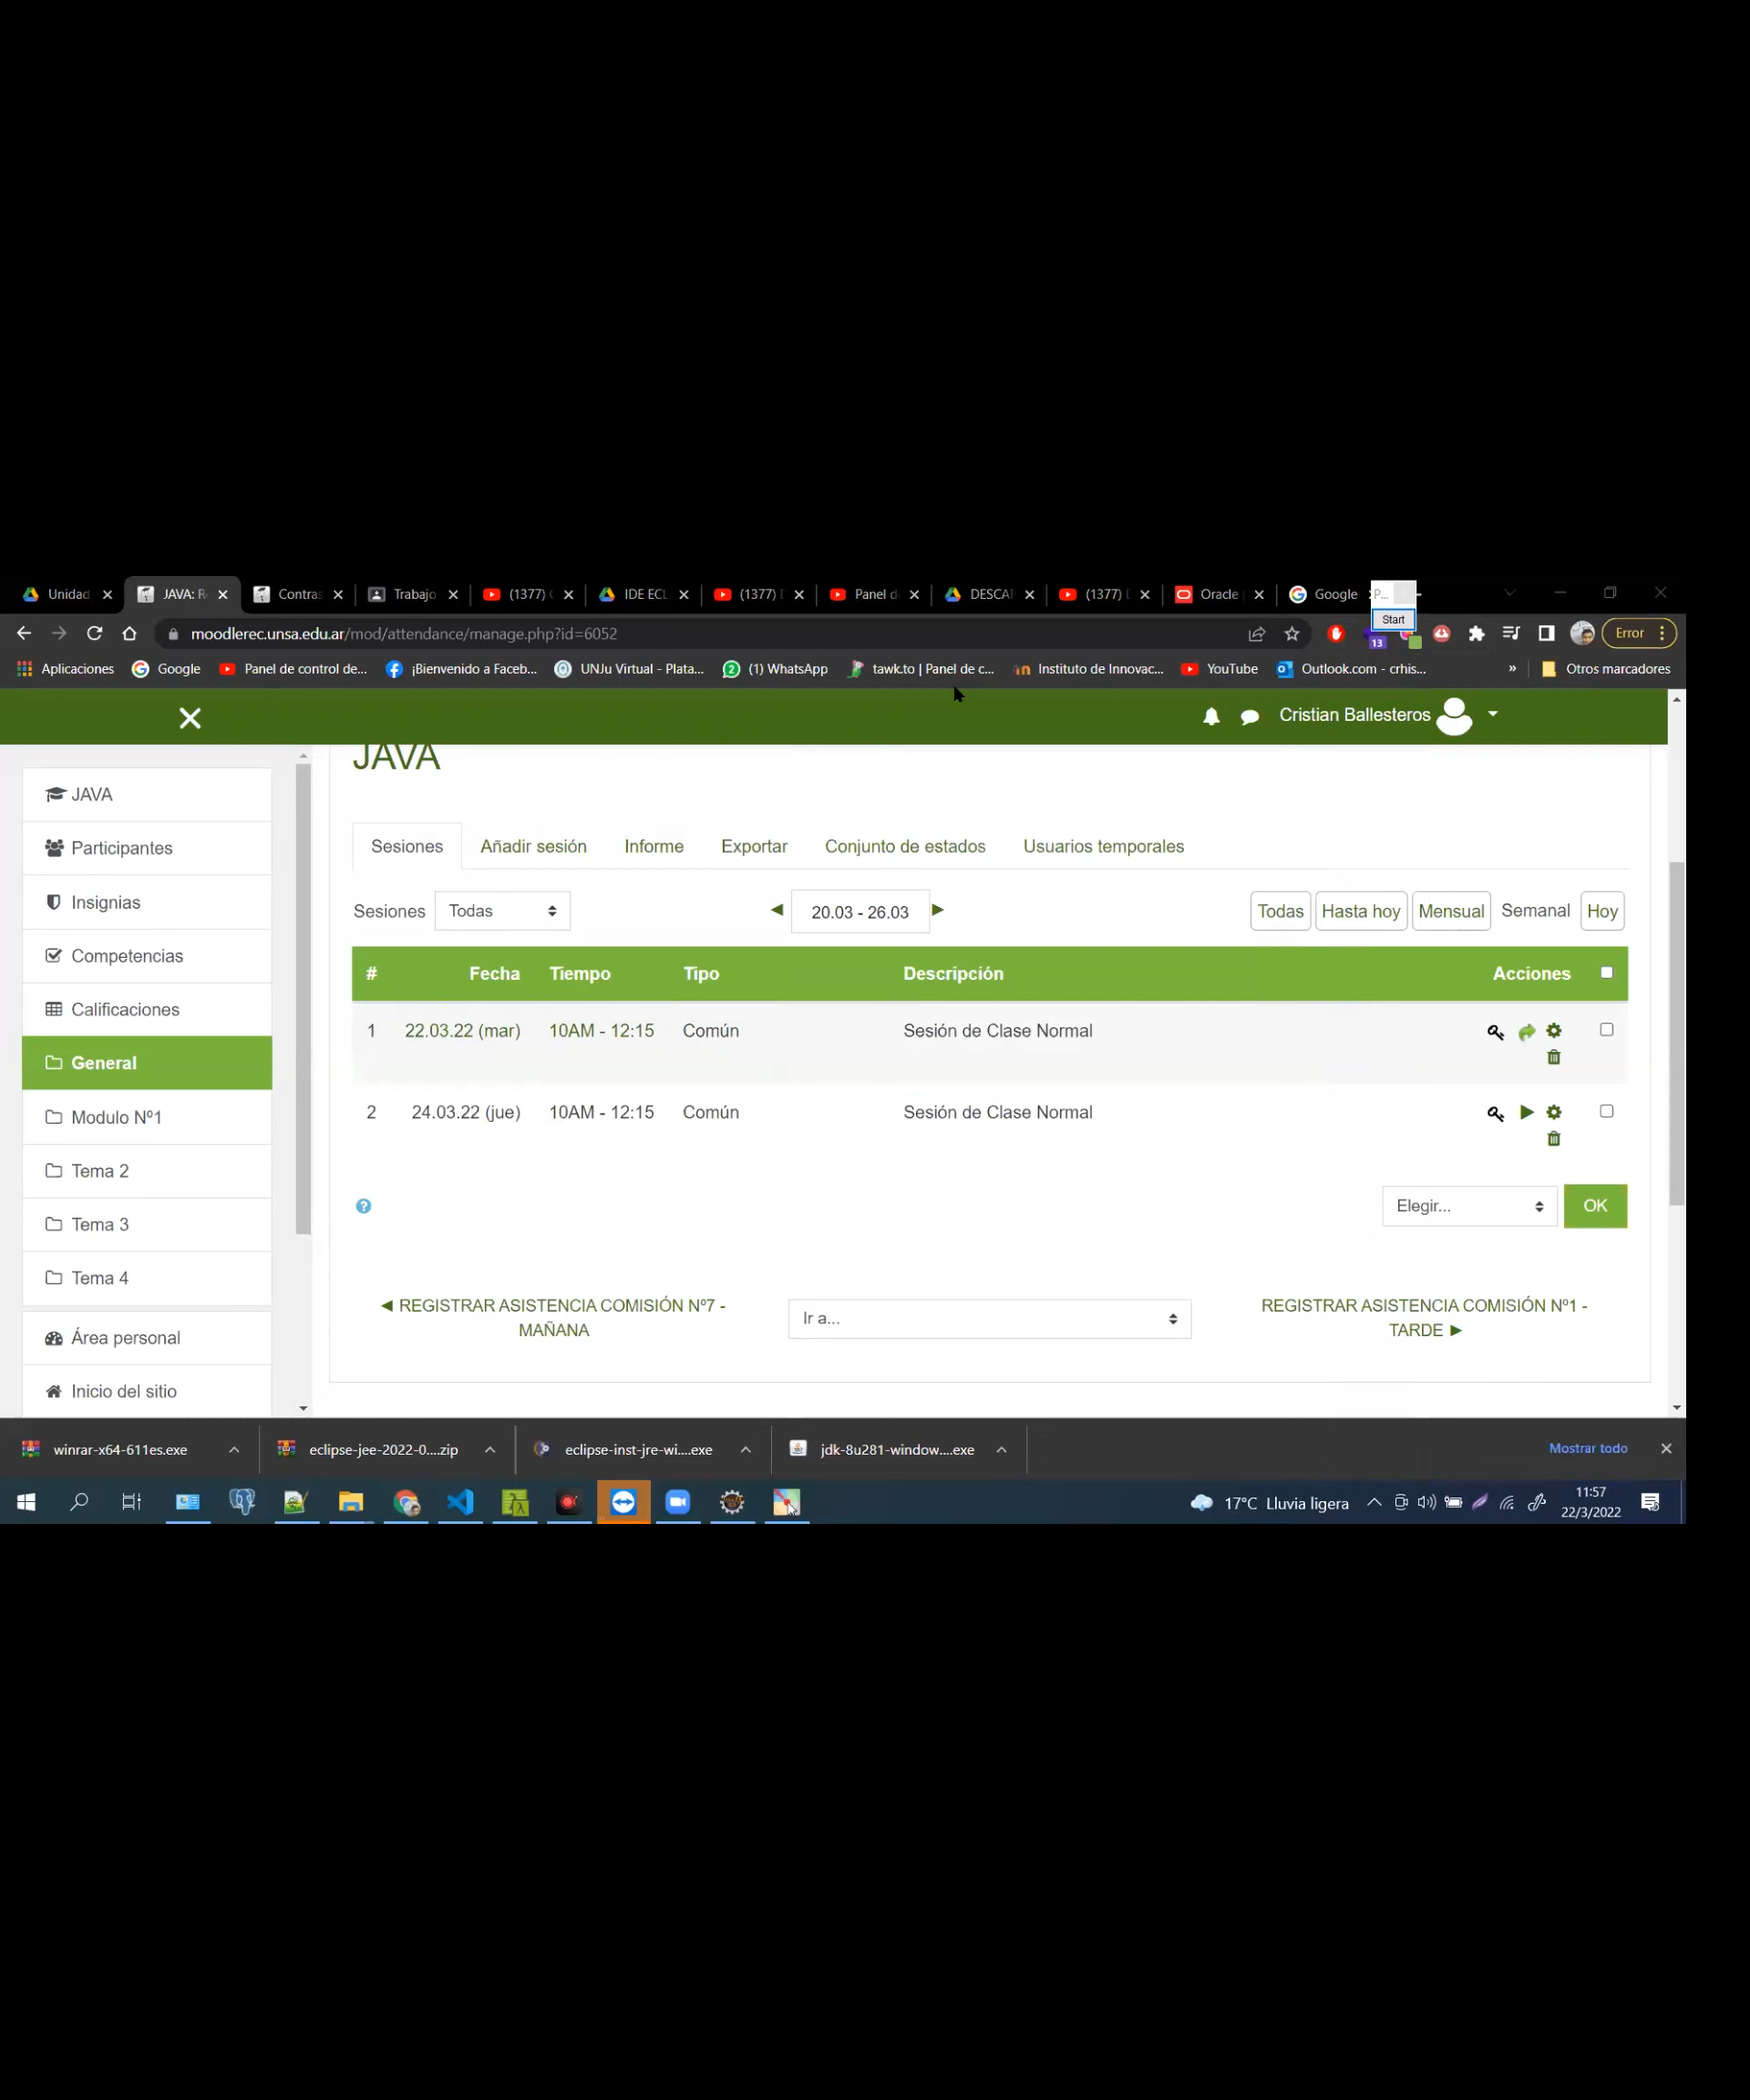 Unidad
JAVA: R
Contras
Trabajo
(1377)
IDE ECL
(1377)
Panel d
DESCAR
(1377)
Oracle
Google
P...
Start
moodlerec.unsa.edu.ar/mod/attendance/manage.php?id=6052
13
Error
Aplicaciones
Google
Panel de control de...
¡Bienvenido a Faceb...
UNJu Virtual - Plata...
(1) WhatsApp
tawk.to | Panel de c...
Instituto de Innovac...
YouTube
Outlook.com - crhis...
»
Otros marcadores
Cristian Ballesteros
JAVA
JAVA
Participantes
Insignias
Competencias
Calificaciones
General
Modulo Nº1
Tema 2
Tema 3
Tema 4
Área personal
Inicio del sitio
Sesiones Añadir sesión Informe Exportar Conjunto de estados Usuarios temporales
Sesiones Todas 20.03 - 26.03 Todas Hasta hoy Mensual Semanal Hoy
# Fecha Tiempo Tipo Descripción Acciones
1 22.03.22 (mar) 10AM - 12:15 Común Sesión de Clase Normal
2 24.03.22 (jue) 10AM - 12:15 Común Sesión de Clase Normal
Elegir... OK
◄ REGISTRAR ASISTENCIA COMISIÓN Nº7 -
MAÑANA
Ir a...
REGISTRAR ASISTENCIA COMISIÓN Nº1 -
TARDE ►
winrar-x64-611es.exe
eclipse-jee-2022-0....zip
eclipse-inst-jre-wi....exe
jdk-8u281-window....exe
Mostrar todo
17°C Lluvia ligera
11:57
22/3/2022